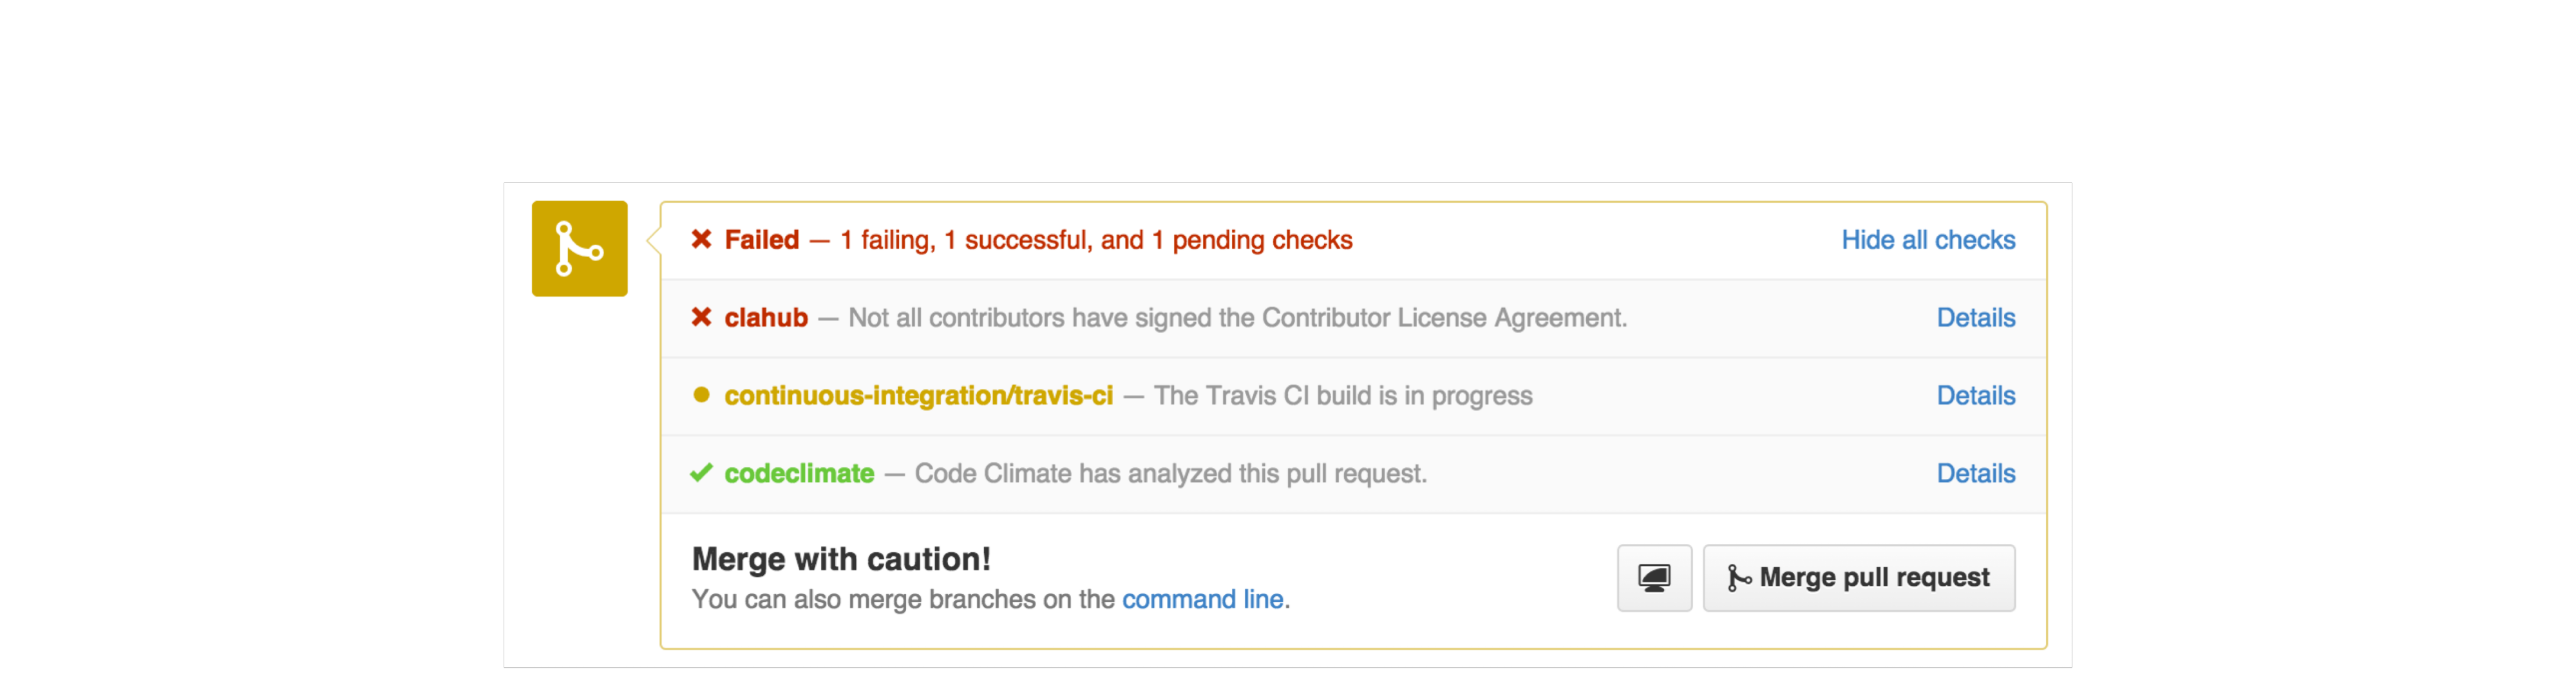 Failed — 1 failing, 1 successful, and 1 pending checks Hide all checks
clahub — Not all contributors have signed the Contributor License Agreement. Details
continuous-integration/travis-ci — The Travis CI build is in progress Details
codeclimate — Code Climate has analyzed this pull request. Details
Merge with caution!
You can also merge branches on the command line.
Merge pull request